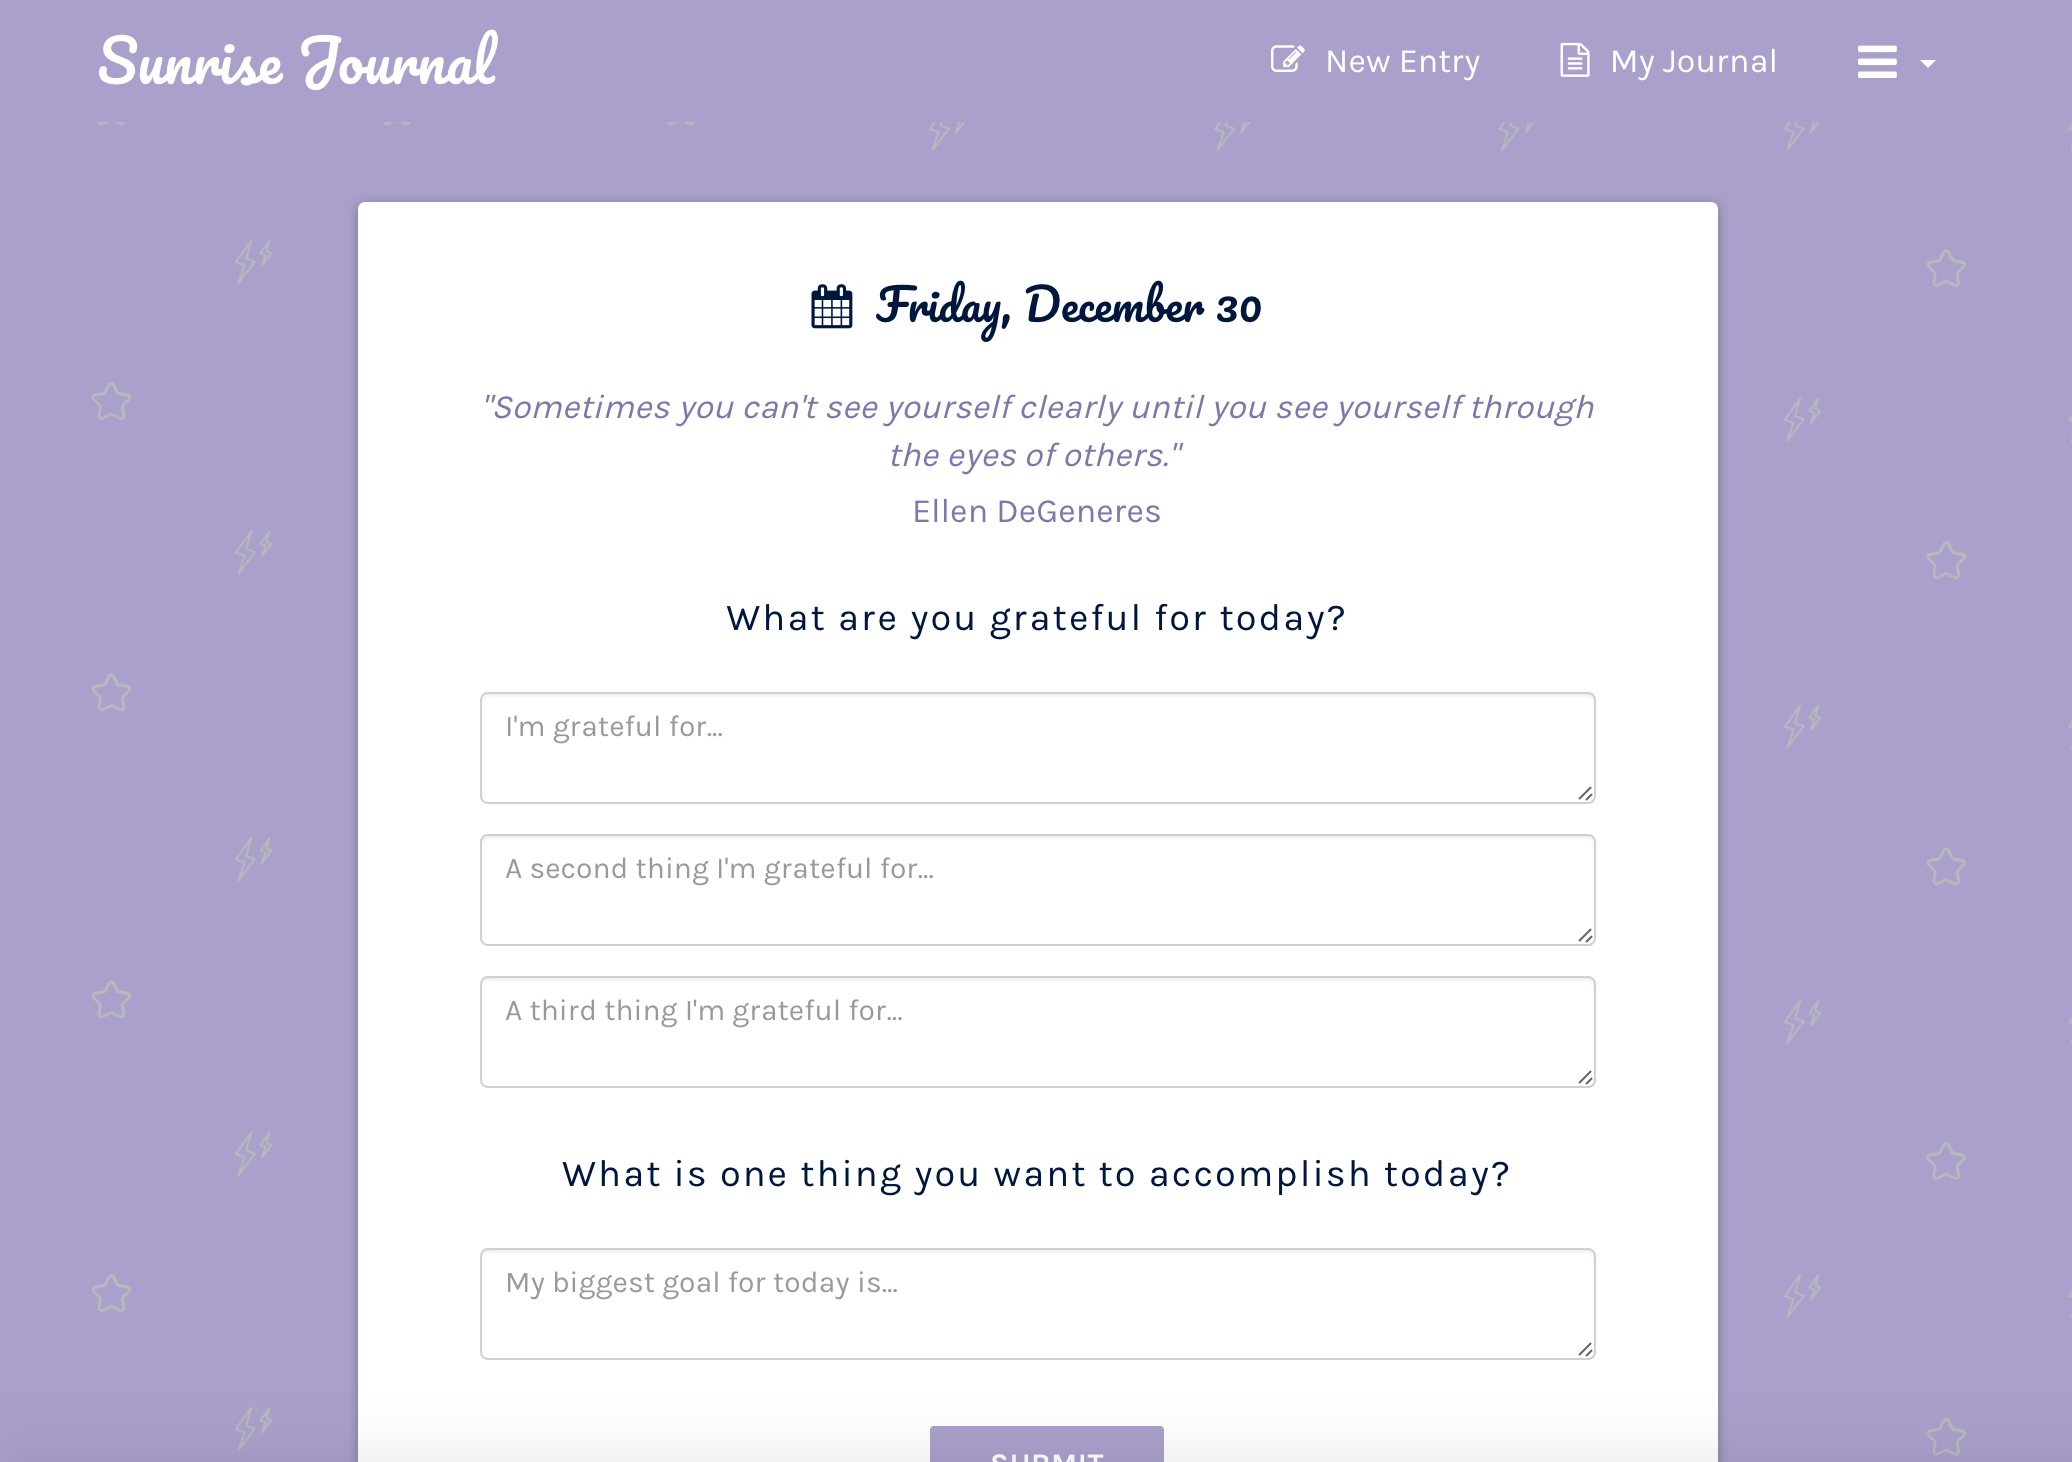 Sunrise Journal
New Entry
My Journal
Friday, December 30
"Sometimes you can't see yourself clearly until you see yourself through
the eyes of others."
Ellen DeGeneres
What are you grateful for today?
I'm grateful for...
A second thing I'm grateful for...
A third thing I'm grateful for...
What is one thing you want to accomplish today?
My biggest goal for today is...
SUBMIT